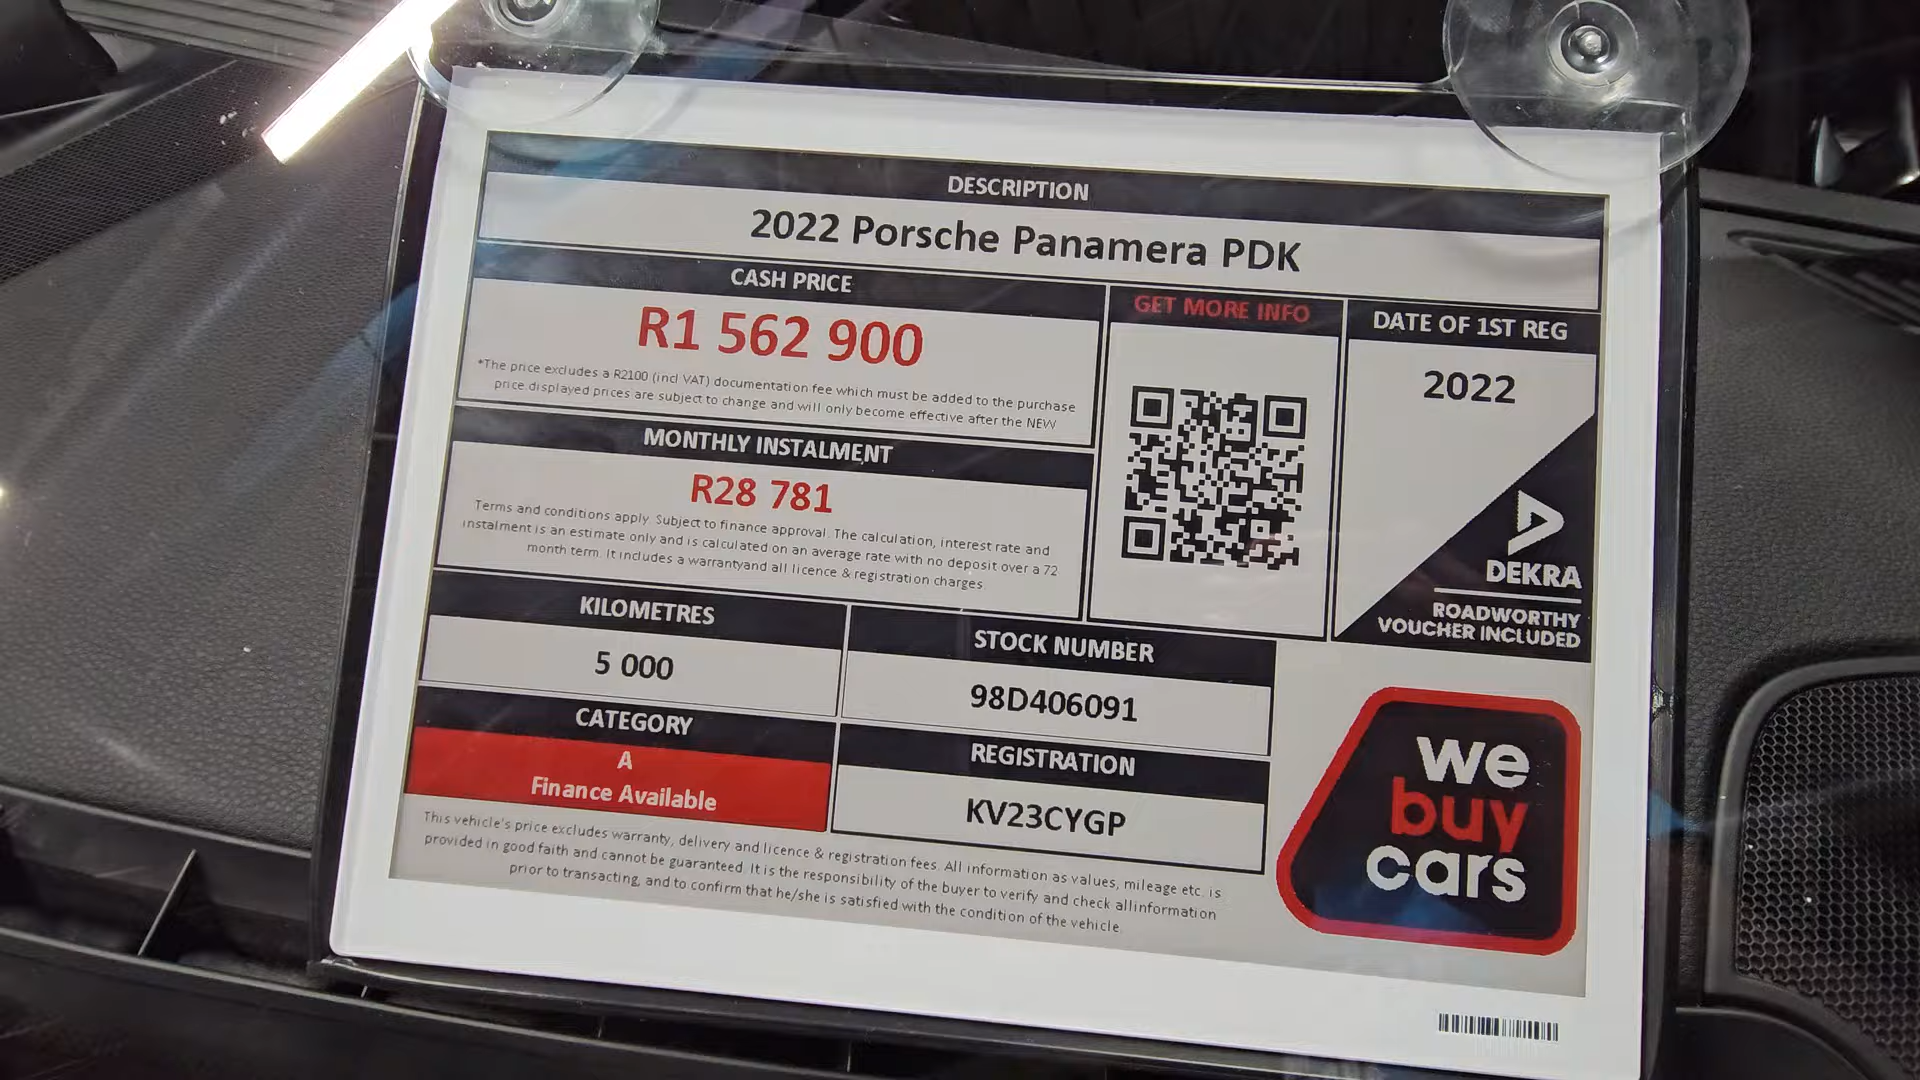 DESCRIPTION
2022 Porsche Panamera PDK
CASH PRICE
R1 562 900
*The price excludes a R2100 (incl VAT) documentation fee which must be added to the purchase
price displayed prices are subject to change and will only become effective after the NEW
GET MORE INFO
DATE OF 1ST REG
2022
MONTHLY INSTALMENT
R28 781
Terms and conditions apply. Subject to finance approval. The calculation, interest rate and
instalment is an estimate only and is calculated on an average rate with no deposit over a 72
month term. It includes a warrantyand all licence & registration charges
DEKRA
ROADWORTHY
VOUCHER INCLUDED
KILOMETRES
5 000
STOCK NUMBER
98D406091
CATEGORY
A
Finance Available
REGISTRATION
KV23CYGP
This vehicle's price excludes warranty, delivery and licence & registration fees. All information as values, mileage etc. is
provided in good faith and cannot be guaranteed. It is the responsibility of the buyer to verify and check allinformation
prior to transacting, and to confirm that he/she is satisfied with the condition of the vehicle.
we
buy
cars